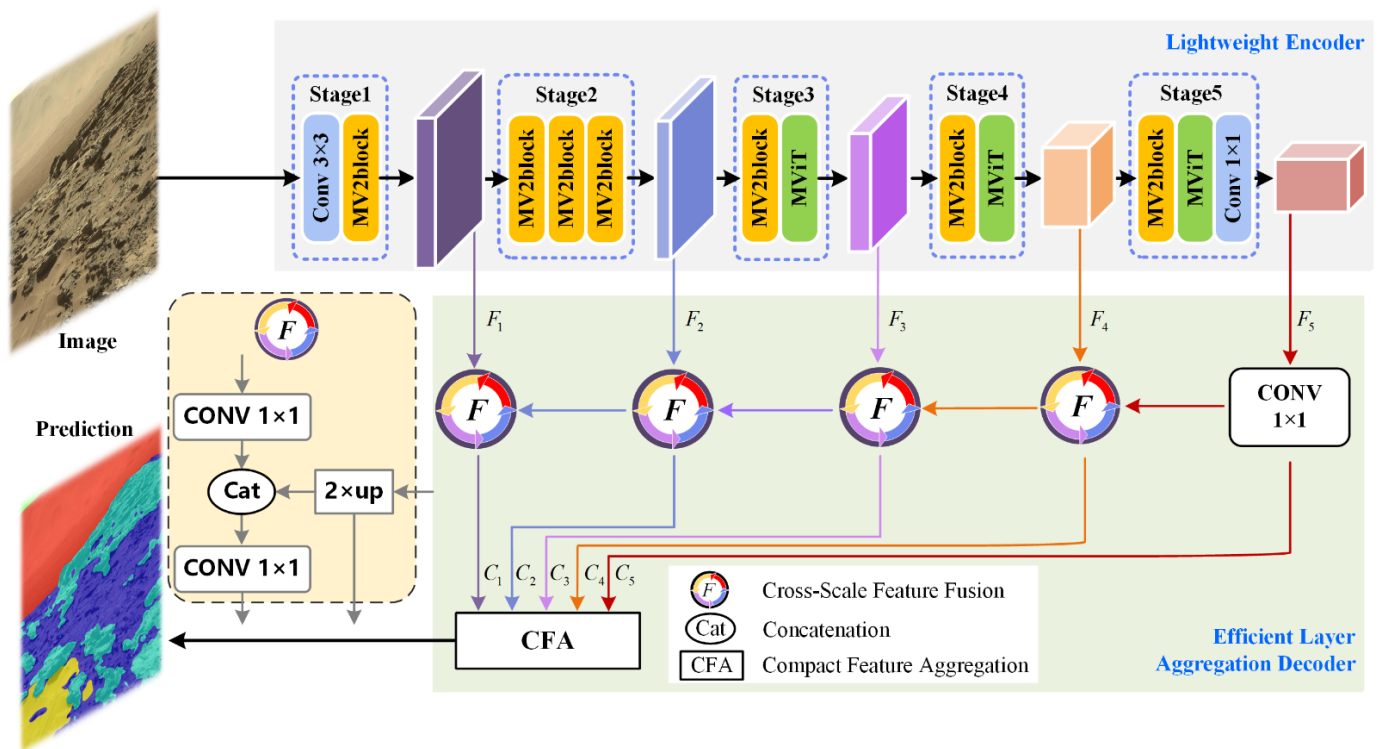 Lightweight Encoder
Stage1
Stage2
Stage3
Stage4
Stage5
Conv 3×3
MV2block
MV2block
MV2block
MV2block
MV2block
MViT
MV2block
MViT
MV2block
MViT
Conv 1×1
Image
F
F1
F2
F3
F4
F5
CONV 1×1
F
F
F
F
CONV
1×1
Prediction
Cat
2×up
CONV 1×1
C1
C2
C3
C4
C5
F
Cross-Scale Feature Fusion
Cat
Concatenation
CFA
CFA
Compact Feature Aggregation
Efficient Layer
Aggregation Decoder